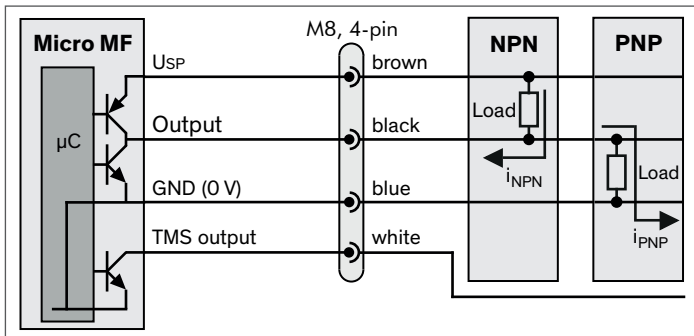 Micro MF
M8, 4-pin
NPN
PNP
USP
brown
Load
µC
Output
black
iNPN
Load
GND (0 V)
blue
iPNP
TMS output
white